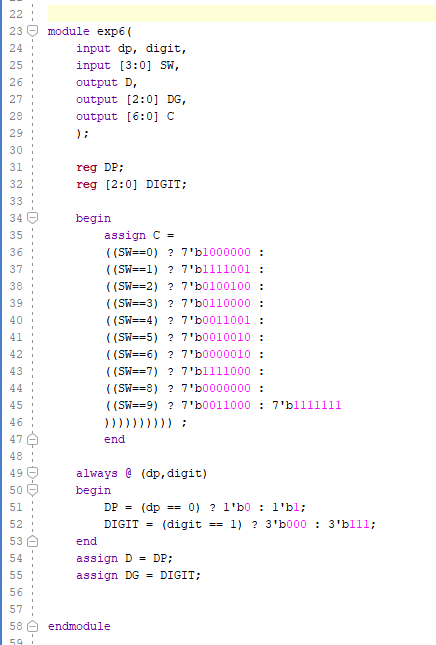 22
23 module exp6(
24 input dp, digit,
25 input [3:0] SW,
26 output D,
27 output [2:0] DG,
28 output [6:0] C
29 );
30
31 reg DP;
32 reg [2:0] DIGIT;
33
34 begin
35 assign C =
36 ((SW==0) ? 7'b1000000 :
37 ((SW==1) ? 7'b1111001 :
38 ((SW==2) ? 7'b0100100 :
39 ((SW==3) ? 7'b0110000 :
40 ((SW==4) ? 7'b0011001 :
41 ((SW==5) ? 7'b0010010 :
42 ((SW==6) ? 7'b0000010 :
43 ((SW==7) ? 7'b1111000 :
44 ((SW==8) ? 7'b0000000 :
45 ((SW==9) ? 7'b0011000 : 7'b1111111
46 )))))))))) ;
47 end
48
49 always @ (dp,digit)
50 begin
51 DP = (dp == 0) ? 1'b0 : 1'b1;
52 DIGIT = (digit == 1) ? 3'b000 : 3'b111;
53 end
54 assign D = DP;
55 assign DG = DIGIT;
56
57
58 endmodule
59